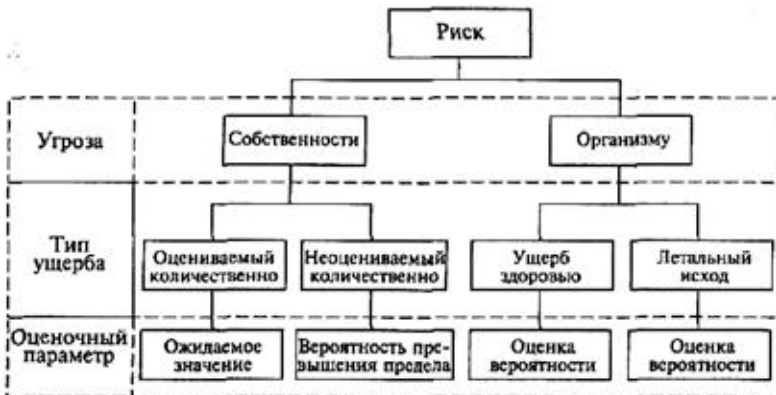 Риск
Угроза
Собственности
Организму
Тип
ущерба
Оцениваемый
количественно
Неоцениваемый
количественно
Ущерб
здоровью
Летальный
исход
Оценочный
параметр
Ожидаемое
значение
Вероятность пре-
вышения предела
Оценка
вероятности
Оценка
вероятности